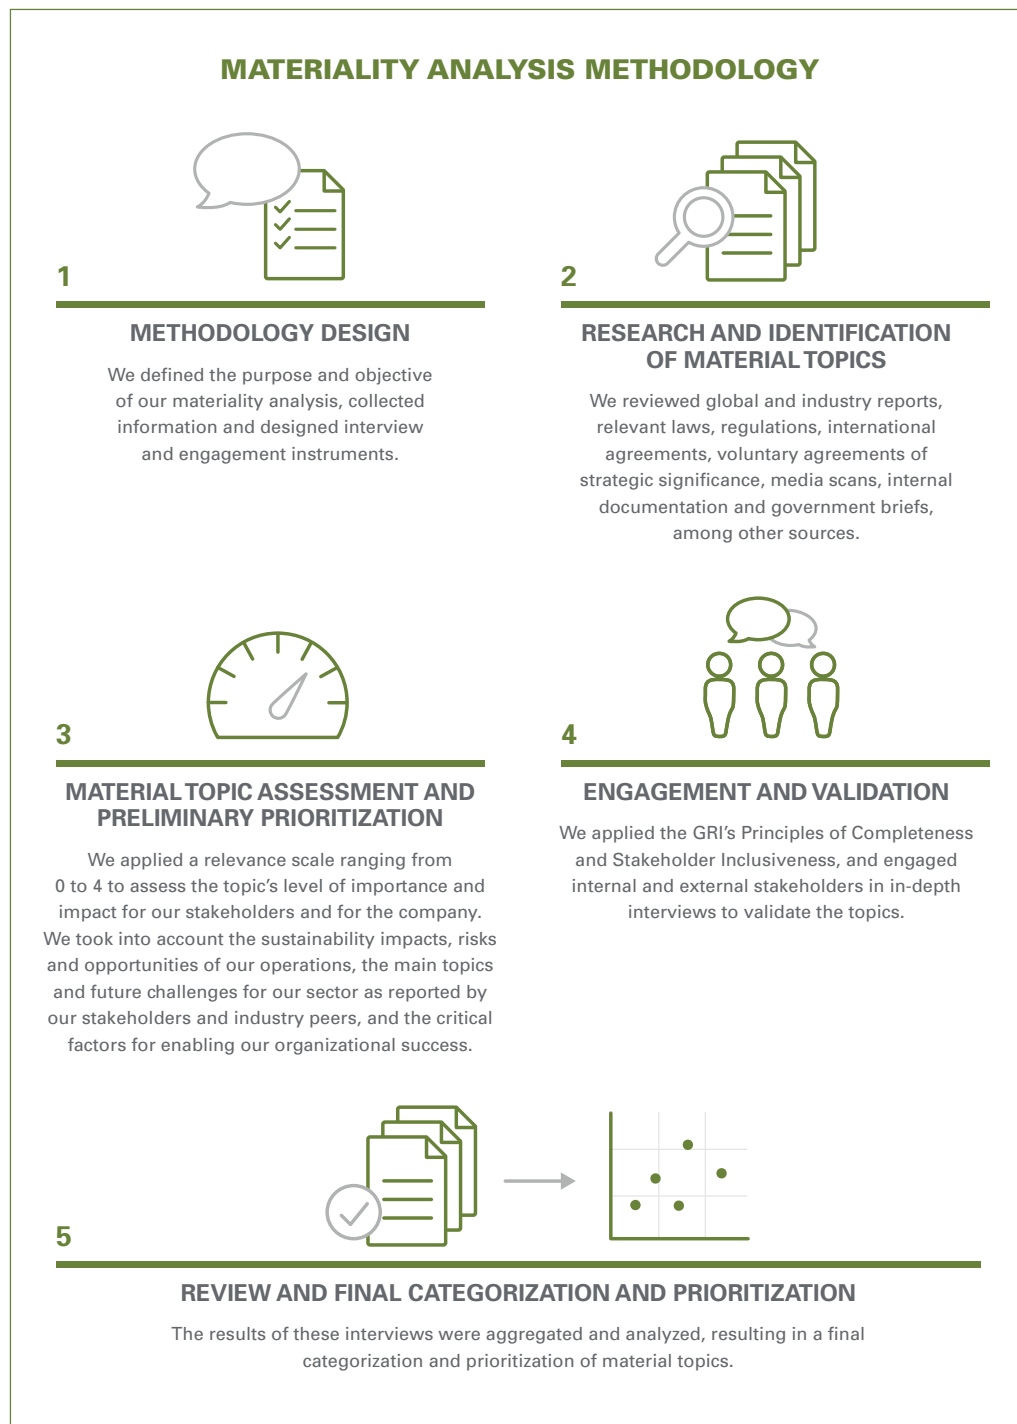 MATERIALITY ANALYSIS METHODOLOGY
1
METHODOLOGY DESIGN
We defined the purpose and objective
of our materiality analysis, collected
information and designed interview
and engagement instruments.
2
RESEARCH AND IDENTIFICATION
OF MATERIAL TOPICS
We reviewed global and industry reports,
relevant laws, regulations, international
agreements, voluntary agreements of
strategic significance, media scans, internal
documentation and government briefs,
among other sources.
3
MATERIAL TOPIC ASSESSMENT AND
PRELIMINARY PRIORITIZATION
We applied a relevance scale ranging from
0 to 4 to assess the topic’s level of importance and
impact for our stakeholders and for the company.
We took into account the sustainability impacts, risks
and opportunities of our operations, the main topics
and future challenges for our sector as reported by
our stakeholders and industry peers, and the critical
factors for enabling our organizational success.
4
ENGAGEMENT AND VALIDATION
We applied the GRI’s Principles of Completeness
and Stakeholder Inclusiveness, and engaged
internal and external stakeholders in in-depth
interviews to validate the topics.
5
REVIEW AND FINAL CATEGORIZATION AND PRIORITIZATION
The results of these interviews were aggregated and analyzed, resulting in a final
categorization and prioritization of material topics.